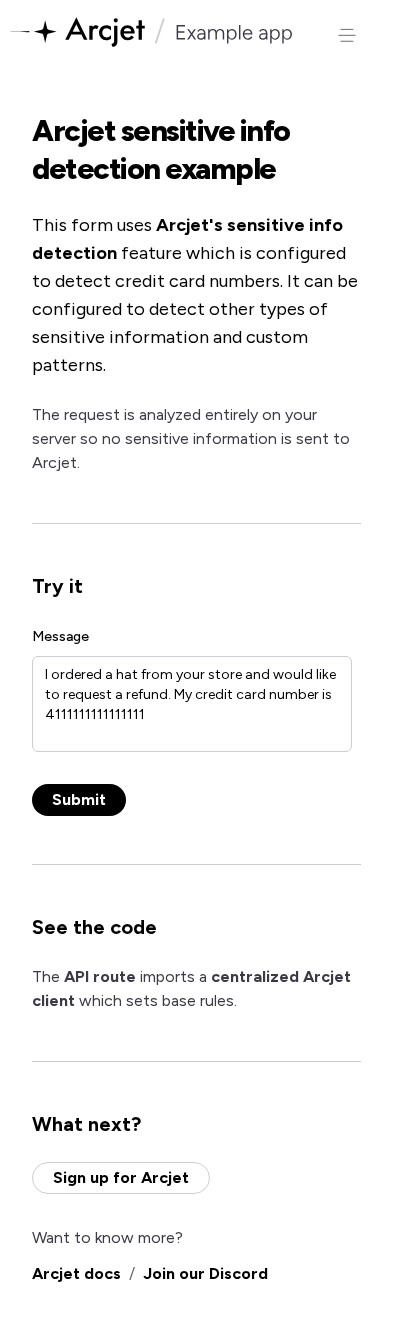 Arcjet / Example app
Arcjet sensitive info
detection example
This form uses Arcjet's sensitive info
detection feature which is configured
to detect credit card numbers. It can be
configured to detect other types of
sensitive information and custom
patterns.
The request is analyzed entirely on your
server so no sensitive information is sent to
Arcjet.
Try it
Message
I ordered a hat from your store and would like
to request a refund. My credit card number is
4111111111111111
Submit
See the code
The API route imports a centralized Arcjet
client which sets base rules.
What next?
Sign up for Arcjet
Want to know more?
Arcjet docs / Join our Discord